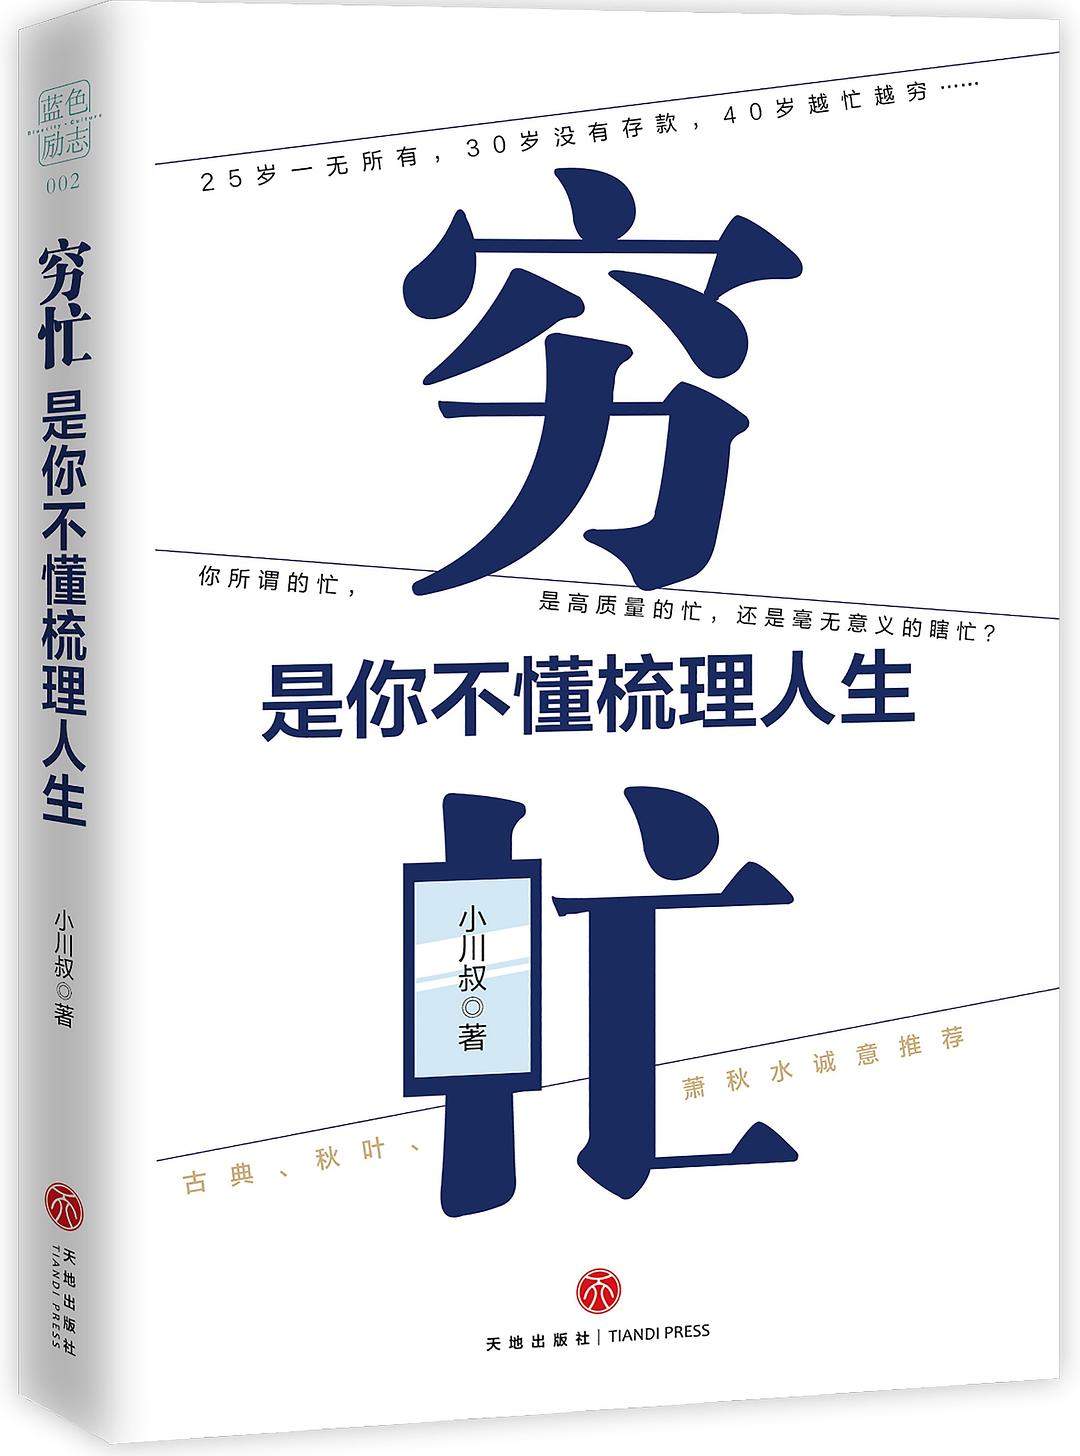 蓝色
Bluecity·Culture
励志
002
穷忙
是你不懂梳理人生
小川叔◎著
天地出版社
TIANDI PRESS
25岁一无所有，30岁没有存款，40岁越忙越穷……
穷
你所谓的忙，
是高质量的忙，还是毫无意义的瞎忙？
是你不懂梳理人生
忙
小川叔◎著
古典、秋叶、
萧秋水诚意推荐
天地出版社|TIANDI PRESS